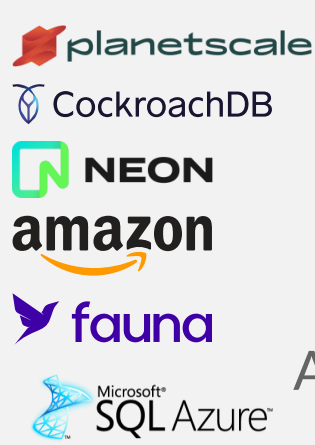 planetscale
CockroachDB
NEON
amazon
fauna
A
Microsoft®
SQL Azure™